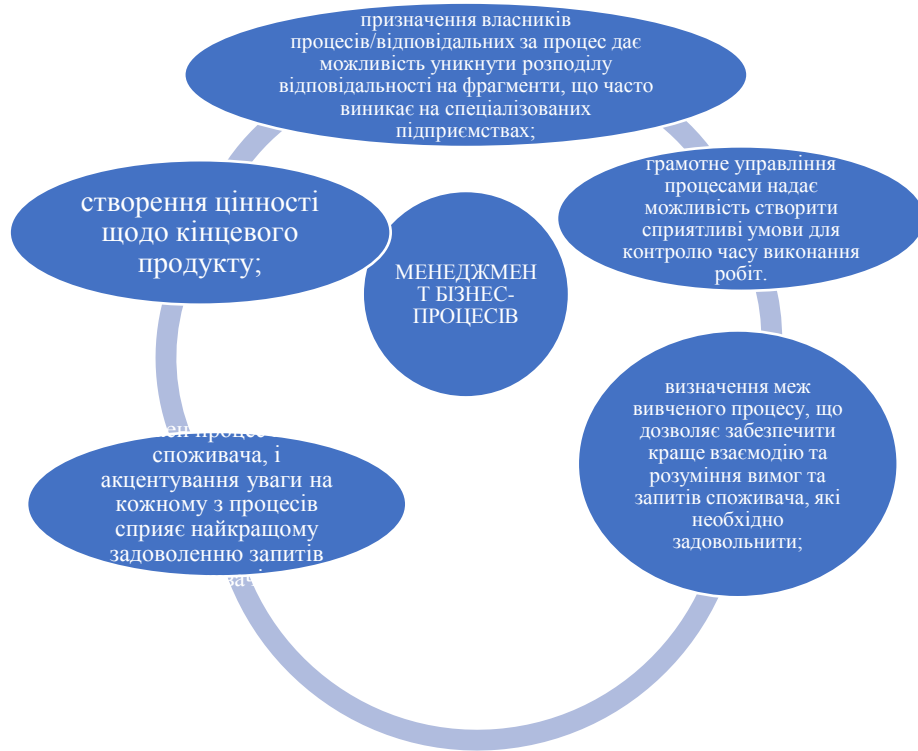 призначення власників
процесів/відповідальних за процес дає
можливість уникнути розподілу
відповідальності на фрагменти, що часто
виникає на спеціалізованих
підприємствах;
грамотне управління
процесами надає
можливість створити
сприятливі умови для
контролю часу виконання
робіт.
визначення меж
вивченого процесу, що
дозволяє забезпечити
краще взаємодію та
розуміння вимог та
запитів споживача, які
необхідно
задовольнити;
споживача, і
акцентування уваги на
кожному з процесів
сприяє найкращому
задоволенню запитів
створення цінності
щодо кінцевого
продукту;
МЕНЕДЖМЕН
Т БІЗНЕС-
ПРОЦЕСІВ